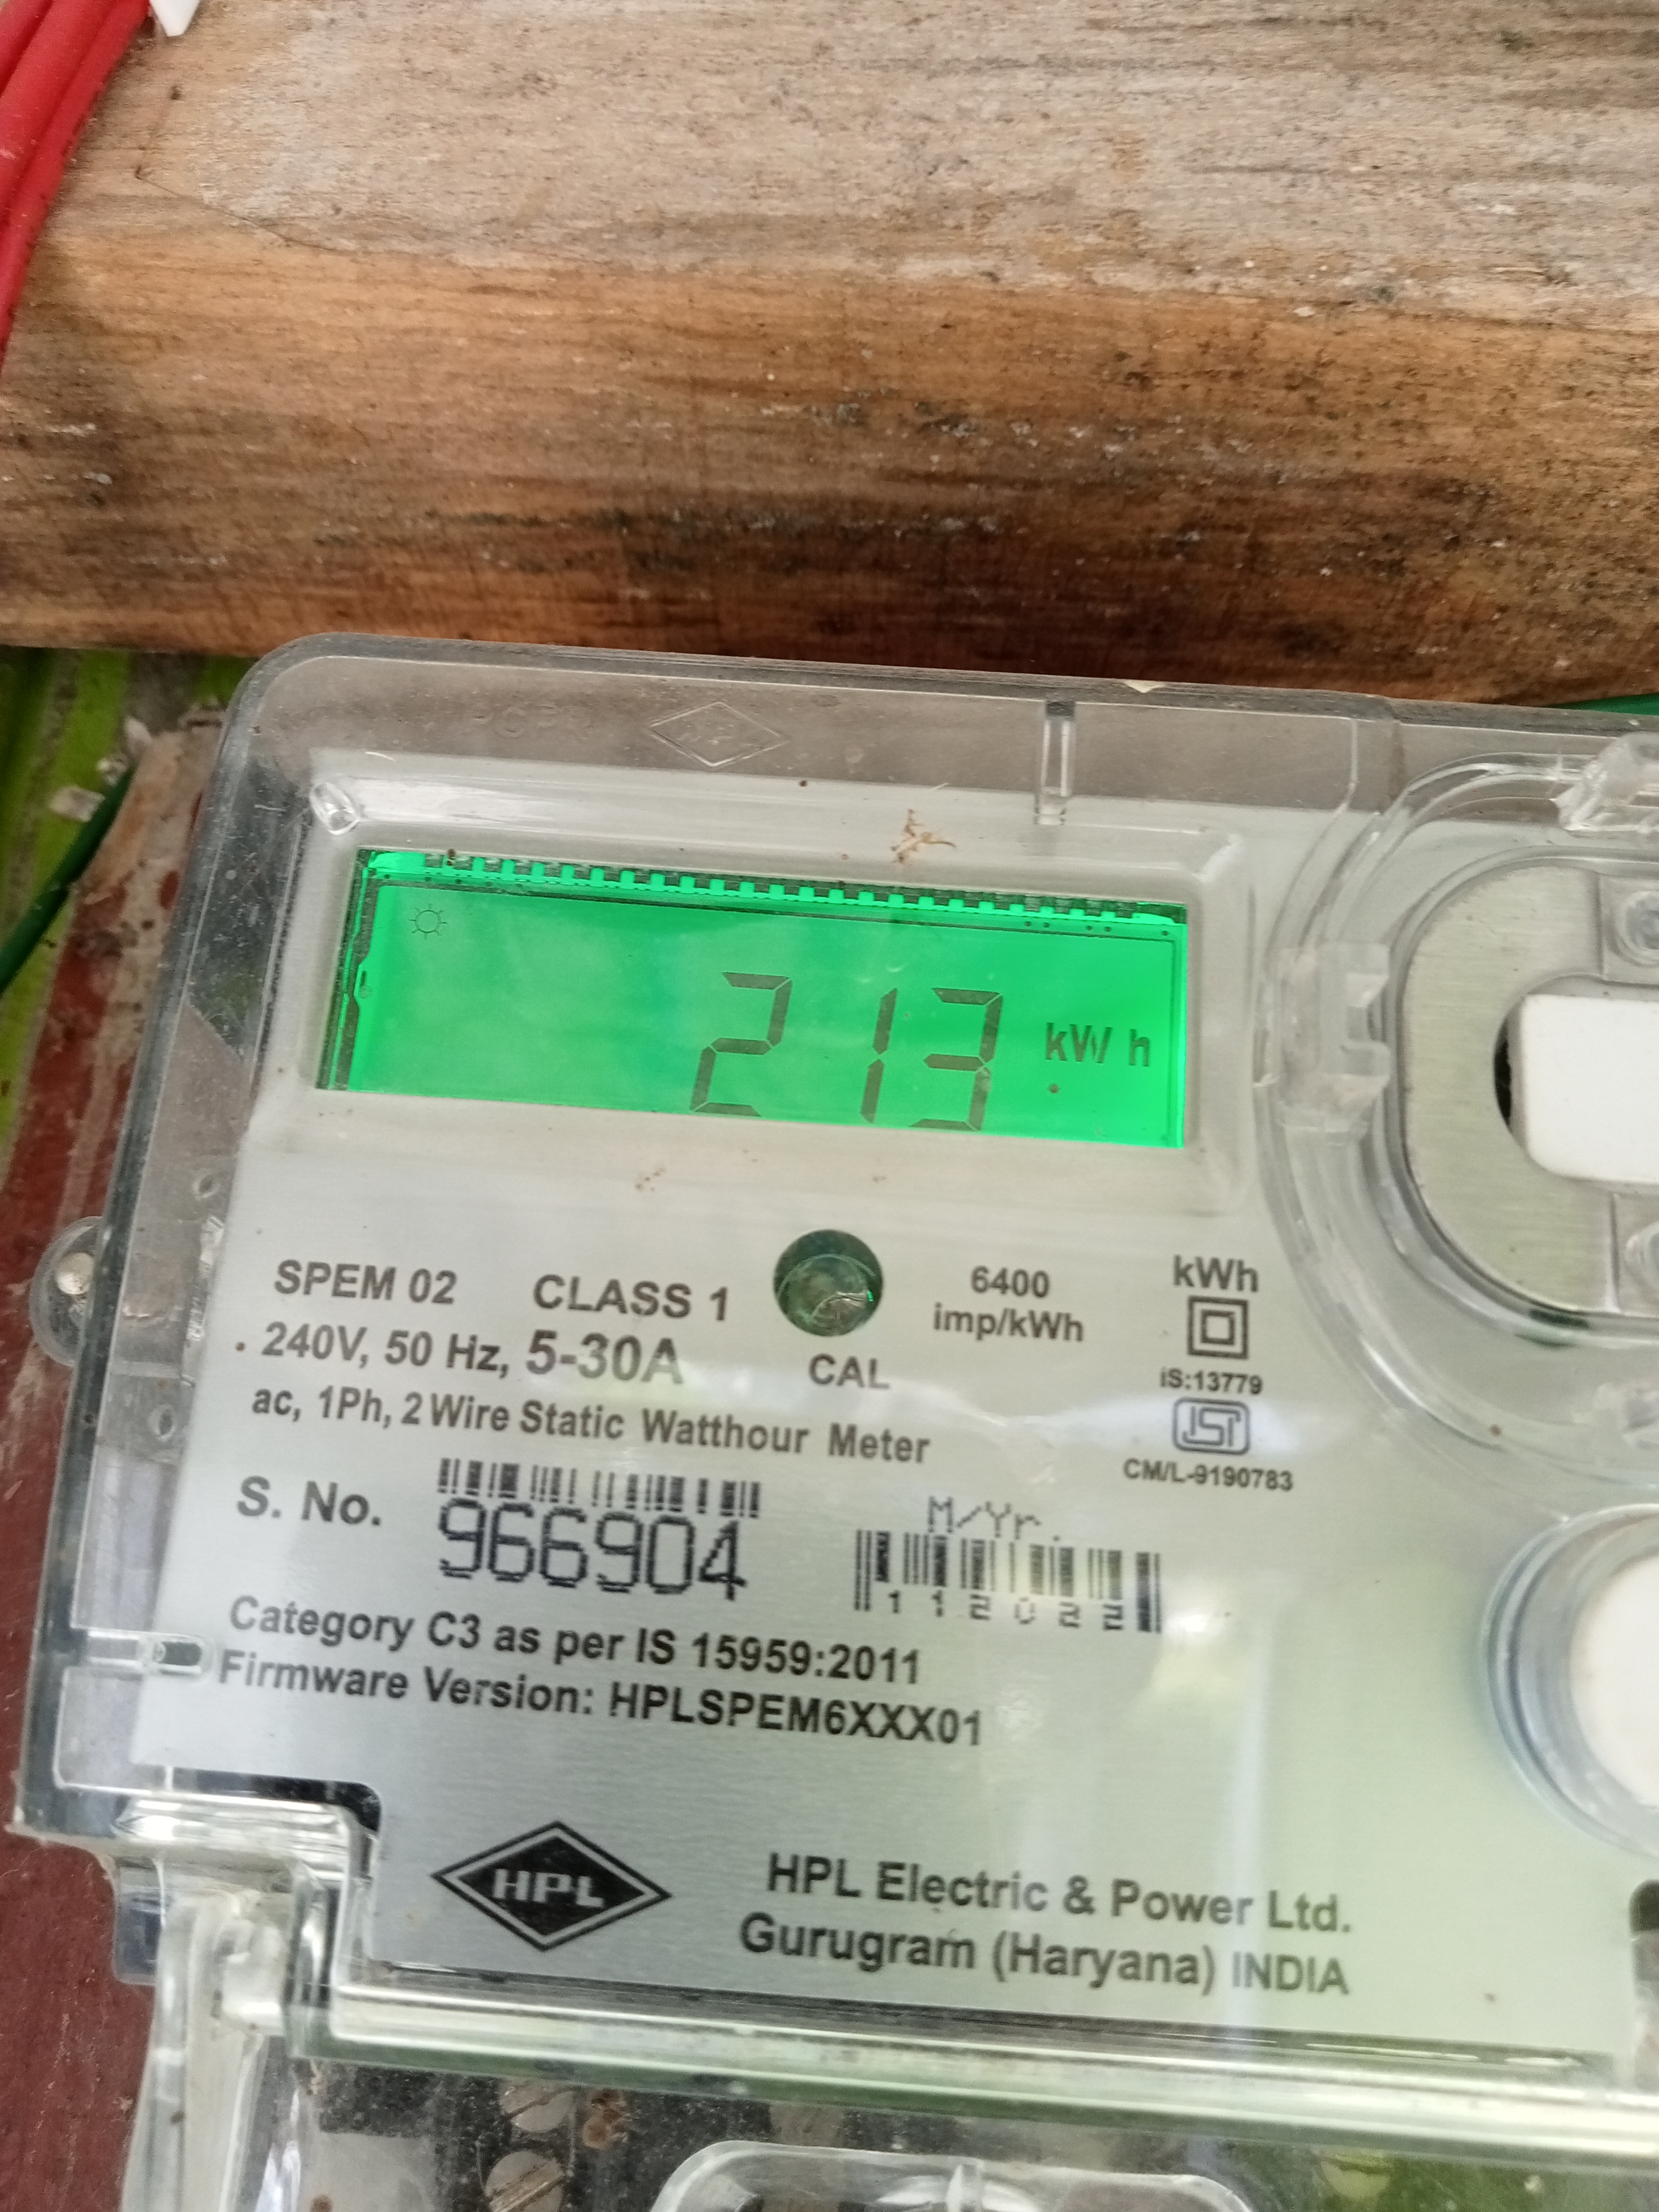 213 kWh
SPEM 02 CLASS 1
6400
imp/kWh
kWh
240V, 50 Hz, 5-30A
CAL
iS:13779
ISI
ac, 1Ph, 2 Wire Static Watthour Meter
CM/L-9190783
S. No. 966904
M/Yr.
112022
Category C3 as per IS 15959:2011
Firmware Version: HPLSPEM6XXX01
HPL
HPL Electric & Power Ltd.
Gurugram (Haryana) INDIA